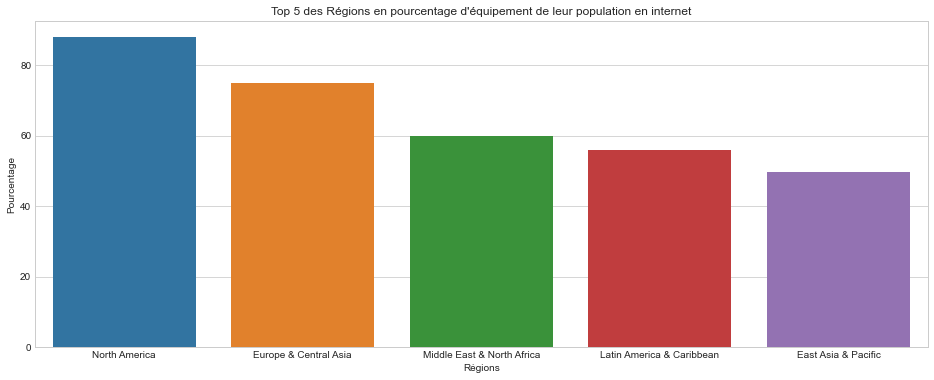 Top 5 des Régions en pourcentage d'équipement de leur population en internet
Pourcentage
80
60
40
20
0
North America
Europe & Central Asia
Middle East & North Africa
Latin America & Caribbean
East Asia & Pacific
Régions